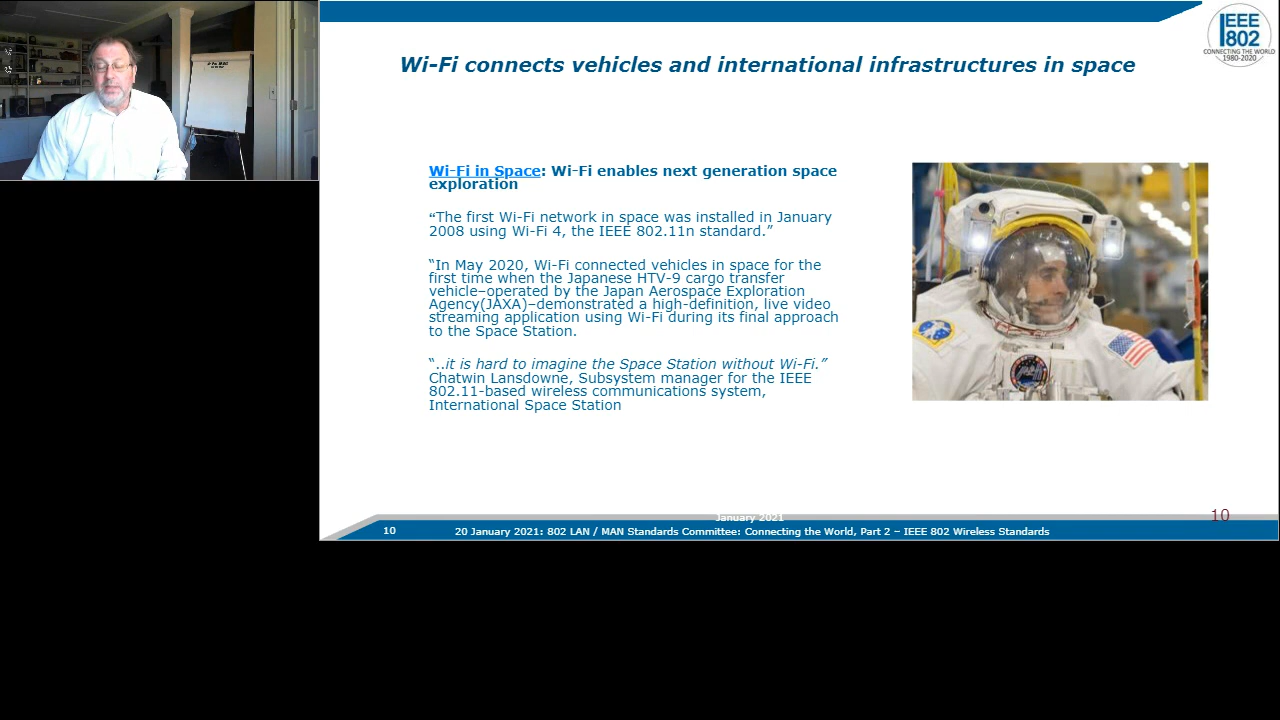 IEEE
802
CONNECTING THE WORLD
1980-2020
Wi-Fi connects vehicles and international infrastructures in space
Wi-Fi in Space: Wi-Fi enables next generation space
exploration
“The first Wi-Fi network in space was installed in January
2008 using Wi-Fi 4, the IEEE 802.11n standard.”
“In May 2020, Wi-Fi connected vehicles in space for the
first time when the Japanese HTV-9 cargo transfer
vehicle–operated by the Japan Aerospace Exploration
Agency(JAXA)–demonstrated a high-definition, live video
streaming application using Wi-Fi during its final approach
to the Space Station.
“..it is hard to imagine the Space Station without Wi-Fi.”
Chatwin Lansdowne, Subsystem manager for the IEEE
802.11-based wireless communications system,
International Space Station
January 2021
10
10
20 January 2021: 802 LAN / MAN Standards Committee: Connecting the World, Part 2 – IEEE 802 Wireless Standards